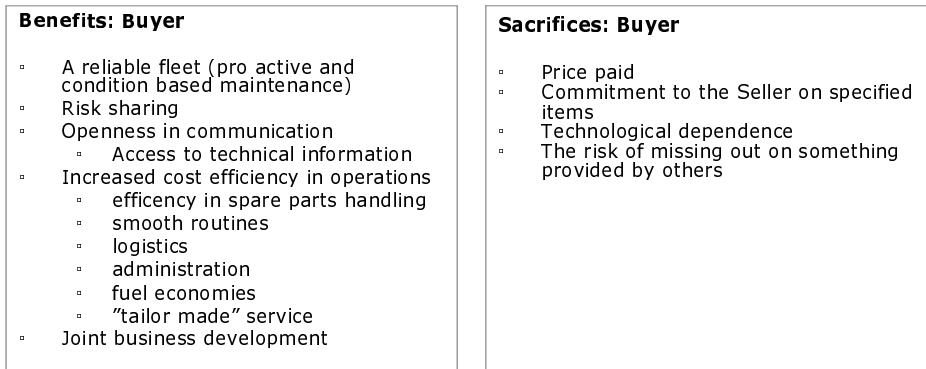 Benefits: Buyer
▫ A reliable fleet (pro active and
condition based maintenance)
▫ Risk sharing
▫ Openness in communication
▫ Access to technical information
▫ Increased cost efficiency in operations
▫ efficency in spare parts handling
▫ smooth routines
▫ logistics
▫ administration
▫ fuel economies
▫ ”tailor made” service
▫ Joint business development
Sacrifices: Buyer
▫ Price paid
▫ Commitment to the Seller on specified
items
▫ Technological dependence
▫ The risk of missing out on something
provided by others